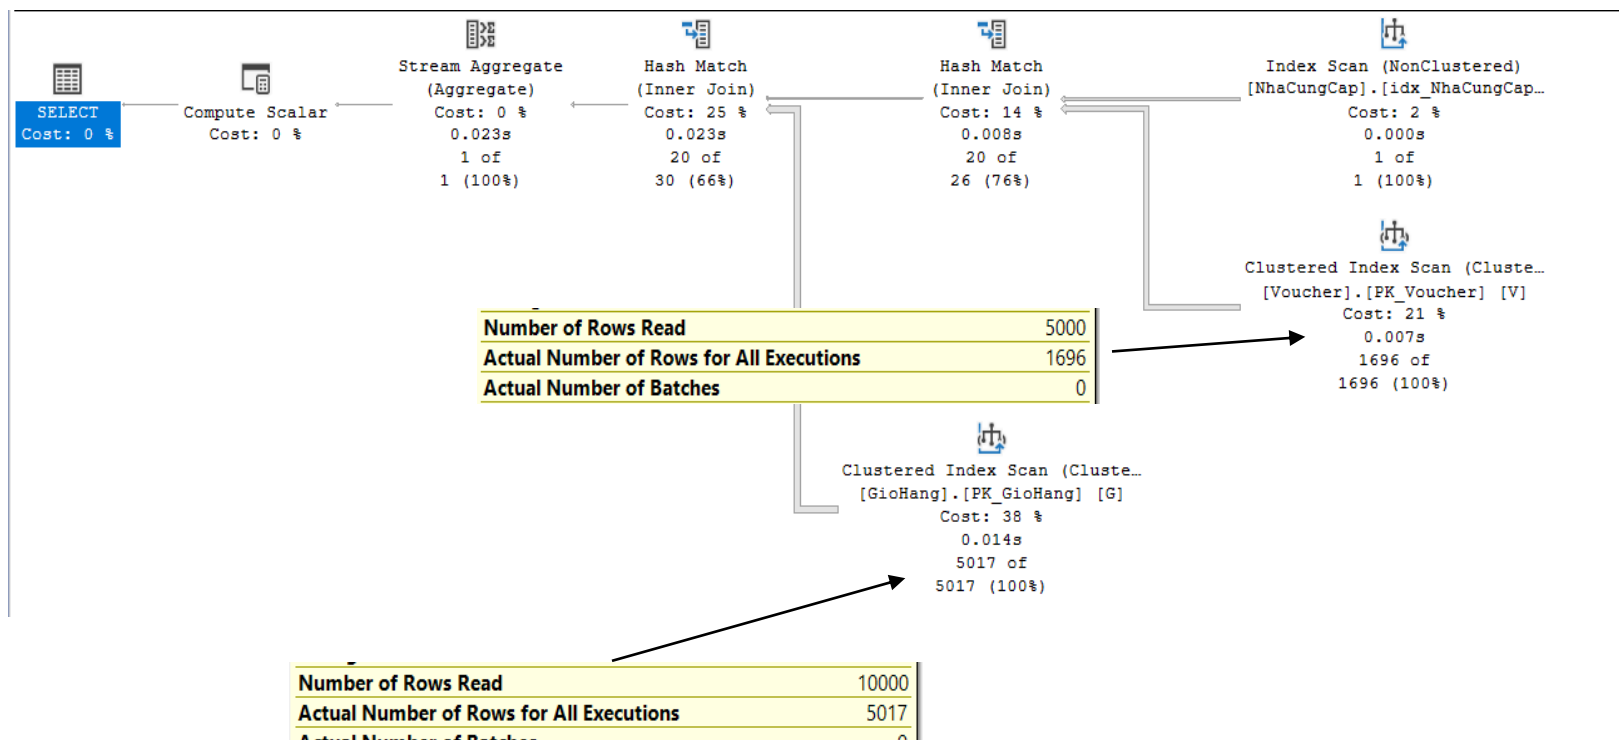 SELECT
Cost: 0 %
Compute Scalar
Cost: 0 %
Stream Aggregate
(Aggregate)
Cost: 0 %
0.023s
1 of
1 (100%)
Hash Match
(Inner Join)
Cost: 25 %
0.023s
20 of
30 (66%)
Hash Match
(Inner Join)
Cost: 14 %
0.008s
20 of
26 (76%)
Index Scan (NonClustered)
[NhaCungCap].[idx_NhaCungCap…
Cost: 2 %
0.000s
1 of
1 (100%)
Clustered Index Scan (Cluste…
[Voucher].[PK_Voucher] [V]
Cost: 21 %
0.007s
1696 of
1696 (100%)
Number of Rows Read 5000
Actual Number of Rows for All Executions 1696
Actual Number of Batches 0
Clustered Index Scan (Cluste…
[GioHang].[PK_GioHang] [G]
Cost: 38 %
0.014s
5017 of
5017 (100%)
Number of Rows Read 10000
Actual Number of Rows for All Executions 5017
Actual Number of Batches 0